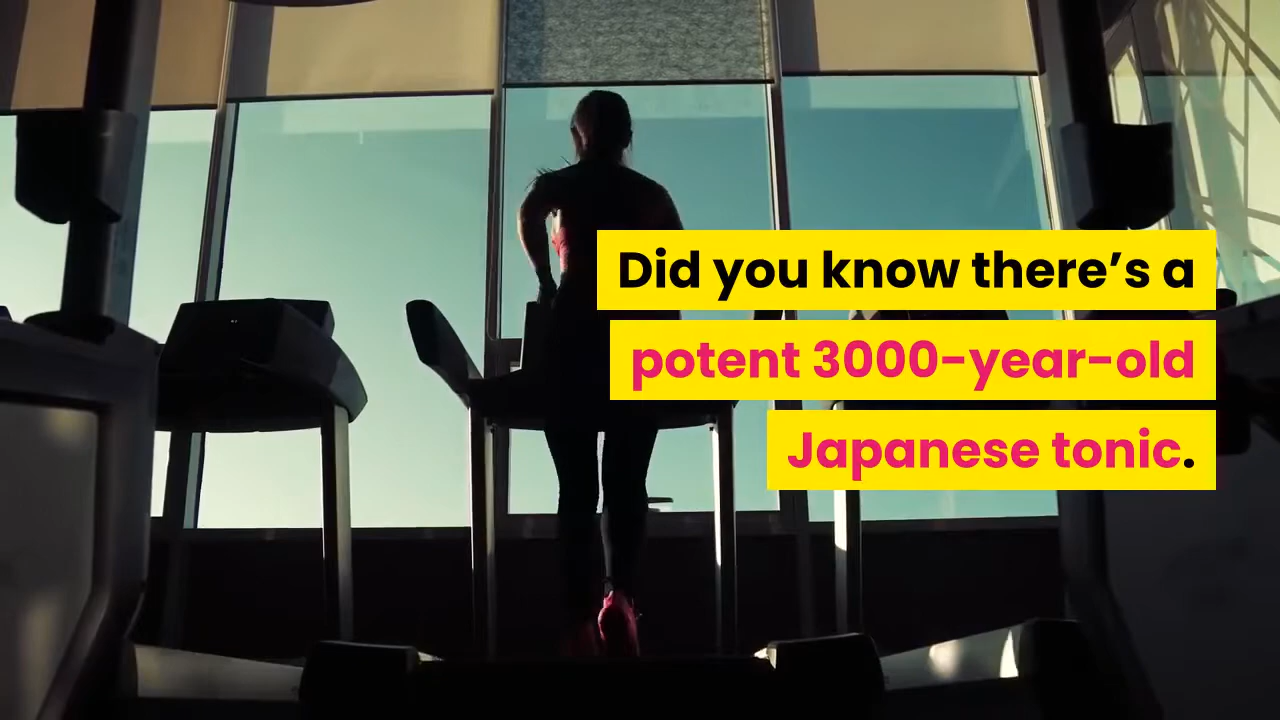 Did you know there’s a
potent 3000-year-old
Japanese tonic.